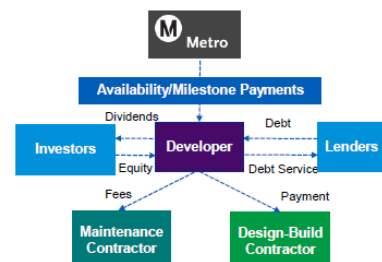 M Metro
Availability/Milestone Payments
Dividends
Debt
Investors
Developer
Lenders
Equity
Debt Service
Fees
Payment
Maintenance
Contractor
Design-Build
Contractor